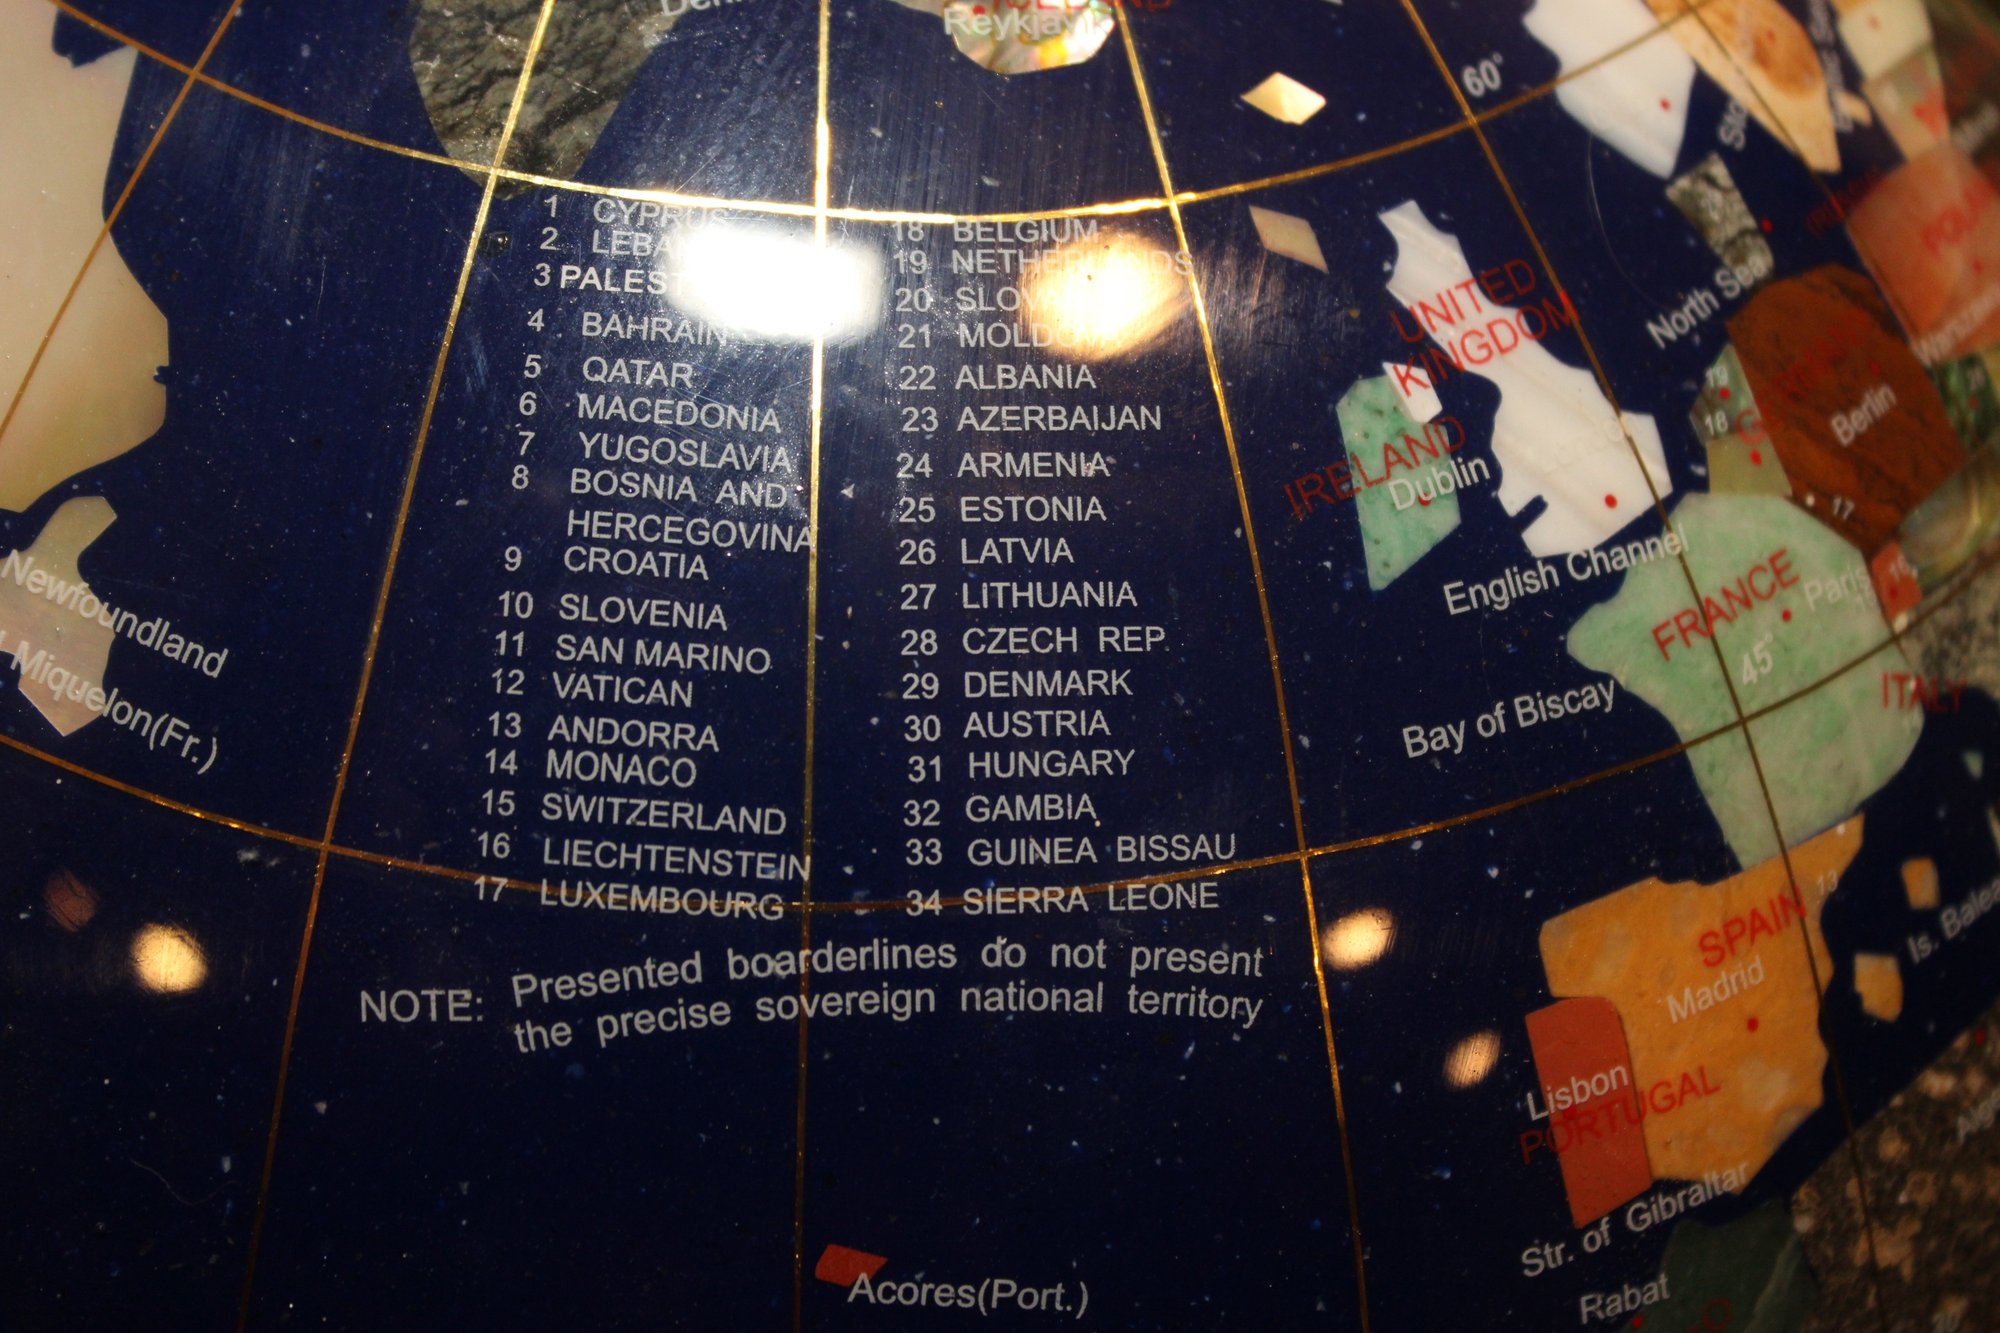 Reykjavik
60°
1 CYPRUS
2
3
4 BAHRAIN
5 QATAR
6 MACEDONIA
7 YUGOSLAVIA
8 BOSNIA AND
HERCEGOVINA
9 CROATIA
10 SLOVENIA
11 SAN MARINO
12 VATICAN
13 ANDORRA
14 MONACO
15 SWITZERLAND
16 LIECHTENSTEIN
17 LUXEMBOURG
18 BELGIUM
19 NETHERLANDS
20
21
22 ALBANIA
23 AZERBAIJAN
24 ARMENIA
25 ESTONIA
26 LATVIA
27 LITHUANIA
28 CZECH REP.
29 DENMARK
30 AUSTRIA
31 HUNGARY
32 GAMBIA
33 GUINEA BISSAU
34 SIERRA LEONE
NOTE: Presented boarderlines do not present
the precise sovereign national territory
Newfoundland
Miquelon(Fr.)
Acores(Port.)
UNITED
KINGDOM
IRELAND
Dublin
North Sea
19
18
Berlin
17
English Channel
FRANCE
Paris
45°
ITALY
Bay of Biscay
SPAIN
13
Madrid
Lisbon
PORTUGAL
Str. of Gibraltar
Rabat